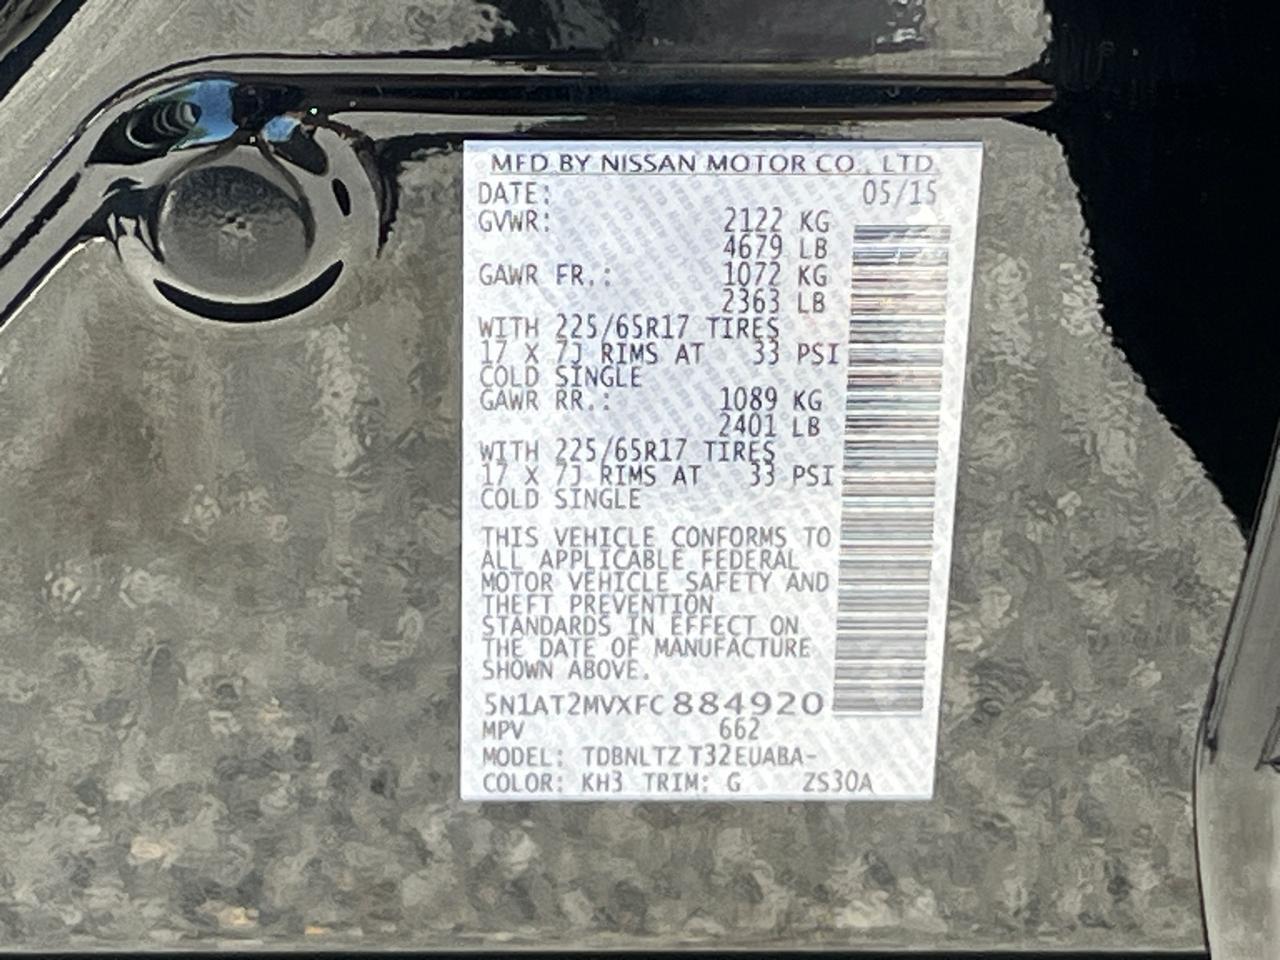 MFD BY NISSAN MOTOR CO., LTD.
DATE: 05/15
GVWR: 2122 KG
4679 LB
GAWR FR.: 1072 KG
2363 LB
WITH 225/65R17 TIRES
17 X 7J RIMS AT 33 PSI
COLD SINGLE
GAWR RR.: 1089 KG
2401 LB
WITH 225/65R17 TIRES
17 X 7J RIMS AT 33 PSI
COLD SINGLE
THIS VEHICLE CONFORMS TO
ALL APPLICABLE FEDERAL
MOTOR VEHICLE SAFETY AND
THEFT PREVENTION
STANDARDS IN EFFECT ON
THE DATE OF MANUFACTURE
SHOWN ABOVE.
5N1AT2MVXFC884920
MPV 662
MODEL: TDBNLTZ T32EUABA-
COLOR: KH3 TRIM: G ZS30A